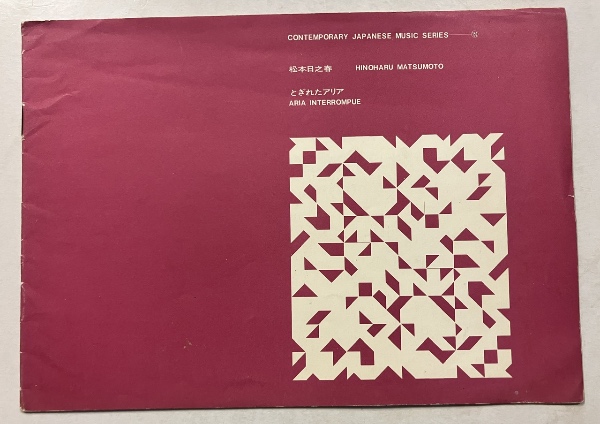 CONTEMPORARY JAPANESE MUSIC SERIES
松本日之春 HINOHARU MATSUMOTO
とぎれたアリア
ARIA INTERROMPUE